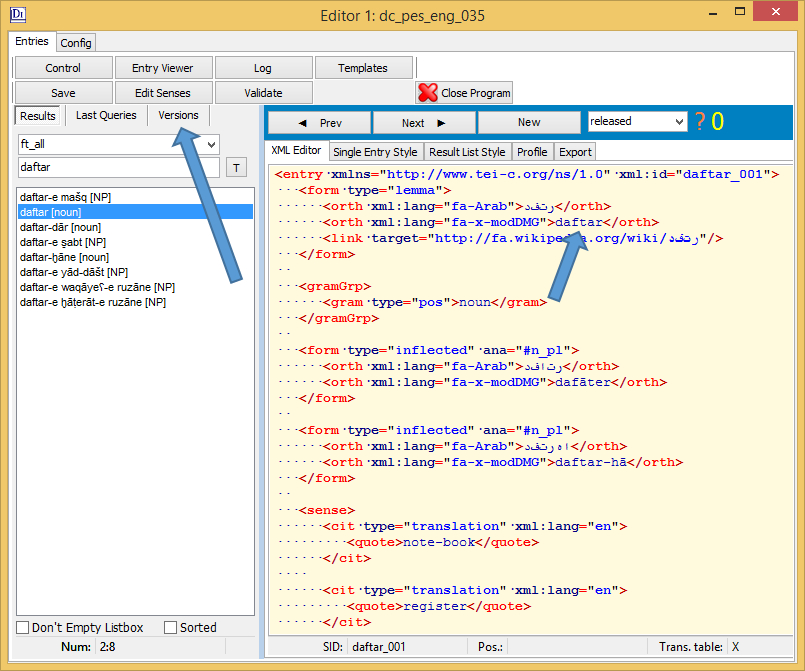 Editor 1: dc_pes_eng_035
Entries Config
Control Entry Viewer Log Templates
Save Edit Senses Validate Close Program
Results Last Queries Versions
ft_all
daftar T
daftar-e mašq [NP]
daftar [noun]
daftar-dār [noun]
daftar-e s̱abt [NP]
daftar-ḫāne [noun]
daftar-e yād-dāšt [NP]
daftar-e waqāyeʕ-e ruzāne [NP]
daftar-e ḫāṭerāt-e ruzāne [NP]
Don't Empty Listbox Sorted
Num: 2:8
◄ Prev Next ► New released ? 0
XML Editor Single Entry Style Result List Style Profile Export
<entry xmlns="http://www.tei-c.org/ns/1.0" xml:id="daftar_001">
<form type="lemma">
<orth xml:lang="fa-Arab">رتفد</orth>
<orth xml:lang="fa-x-modDMG">daftar</orth>
<link target="http://fa.wikipedia.org/wiki/رتفد"/>
</form>
<gramGrp>
<gram type="pos">noun</gram>
</gramGrp>
<form type="inflected" ana="#n_pl">
<orth xml:lang="fa-Arab">رتافد</orth>
<orth xml:lang="fa-x-modDMG">dafāter</orth>
</form>
<form type="inflected" ana="#n_pl">
<orth xml:lang="fa-Arab">اه رتفد</orth>
<orth xml:lang="fa-x-modDMG">daftar-hā</orth>
</form>
<sense>
<cit type="translation" xml:lang="en">
<quote>note-book</quote>
</cit>
<cit type="translation" xml:lang="en">
<quote>register</quote>
</cit>
SID: daftar_001 Pos.: Trans. table: X